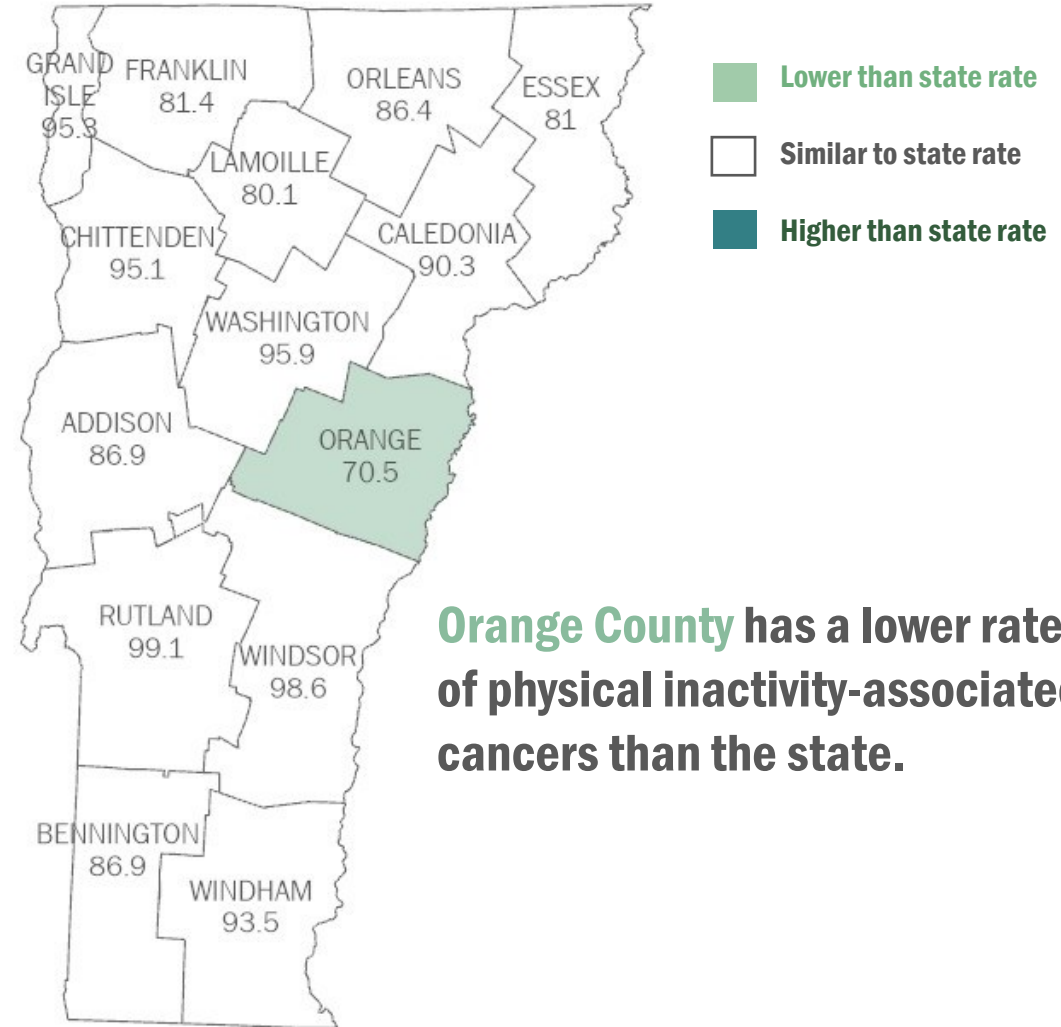 GRAND
ISLE
95.3
FRANKLIN
81.4
ORLEANS
86.4
ESSEX
81
LAMOILLE
80.1
CHITTENDEN
95.1
CALEDONIA
90.3
WASHINGTON
95.9
ADDISON
86.9
ORANGE
70.5
RUTLAND
99.1
WINDSOR
98.6
BENNINGTON
86.9
WINDHAM
93.5
Lower than state rate
Similar to state rate
Higher than state rate
Orange County has a lower rate
of physical inactivity-associated
cancers than the state.